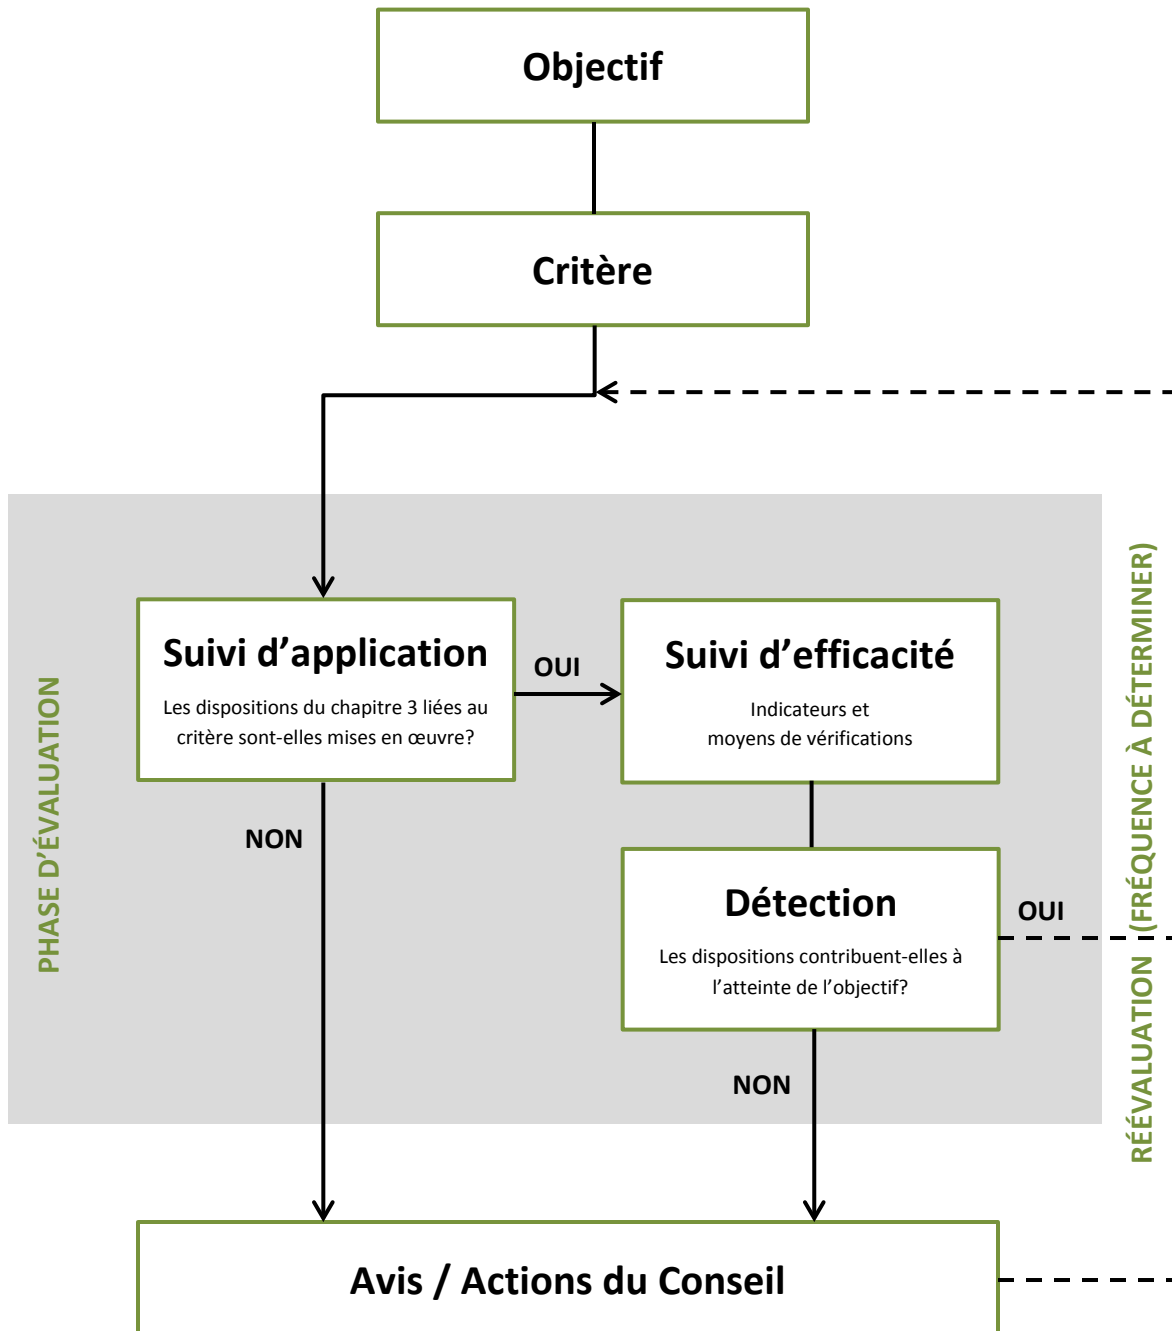 Objectif
Critère
PHASE D'ÉVALUATION
Suivi d'application
Les dispositions du chapitre 3 liées au
critère sont-elles mises en œuvre?
OUI
Suivi d'efficacité
Indicateurs et
moyens de vérifications
NON
Détection
Les dispositions contribuent-elles à
l'atteinte de l'objectif?
OUI
NON
RÉÉVALUATION (FRÉQUENCE À DÉTERMINER)
Avis / Actions du Conseil